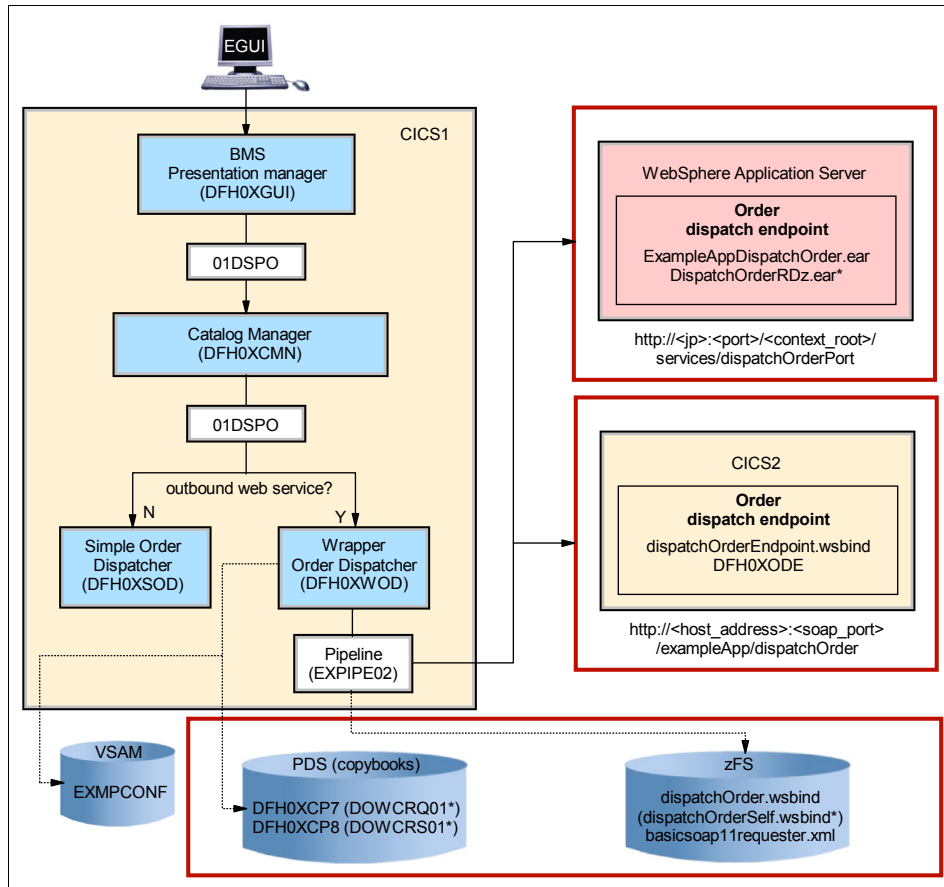 EGUI
CICS1
BMS
Presentation manager
(DFH0XGUI)
01DSPO
Catalog Manager
(DFH0XCMN)
01DSPO
outbound web service?
N
Y
Simple Order
Dispatcher
(DFH0XSOD)
Wrapper
Order Dispatcher
(DFH0XWOD)
Pipeline
(EXPIPE02)
WebSphere Application Server
Order
dispatch endpoint
ExampleAppDispatchOrder.ear
DispatchOrderRDz.ear*
http://<jp>:<port>/<context_root>/
services/dispatchOrderPort
CICS2
Order
dispatch endpoint
dispatchOrderEndpoint.wsbind
DFH0XODE
http://<host_address>:<soap_port>
/exampleApp/dispatchOrder
VSAM
EXMPCONF
PDS (copybooks)
DFH0XCP7 (DOWCRQ01*)
DFH0XCP8 (DOWCRS01*)
zFS
dispatchOrder.wsbind
(dispatchOrderSelf.wsbind*)
basicsoap11requester.xml